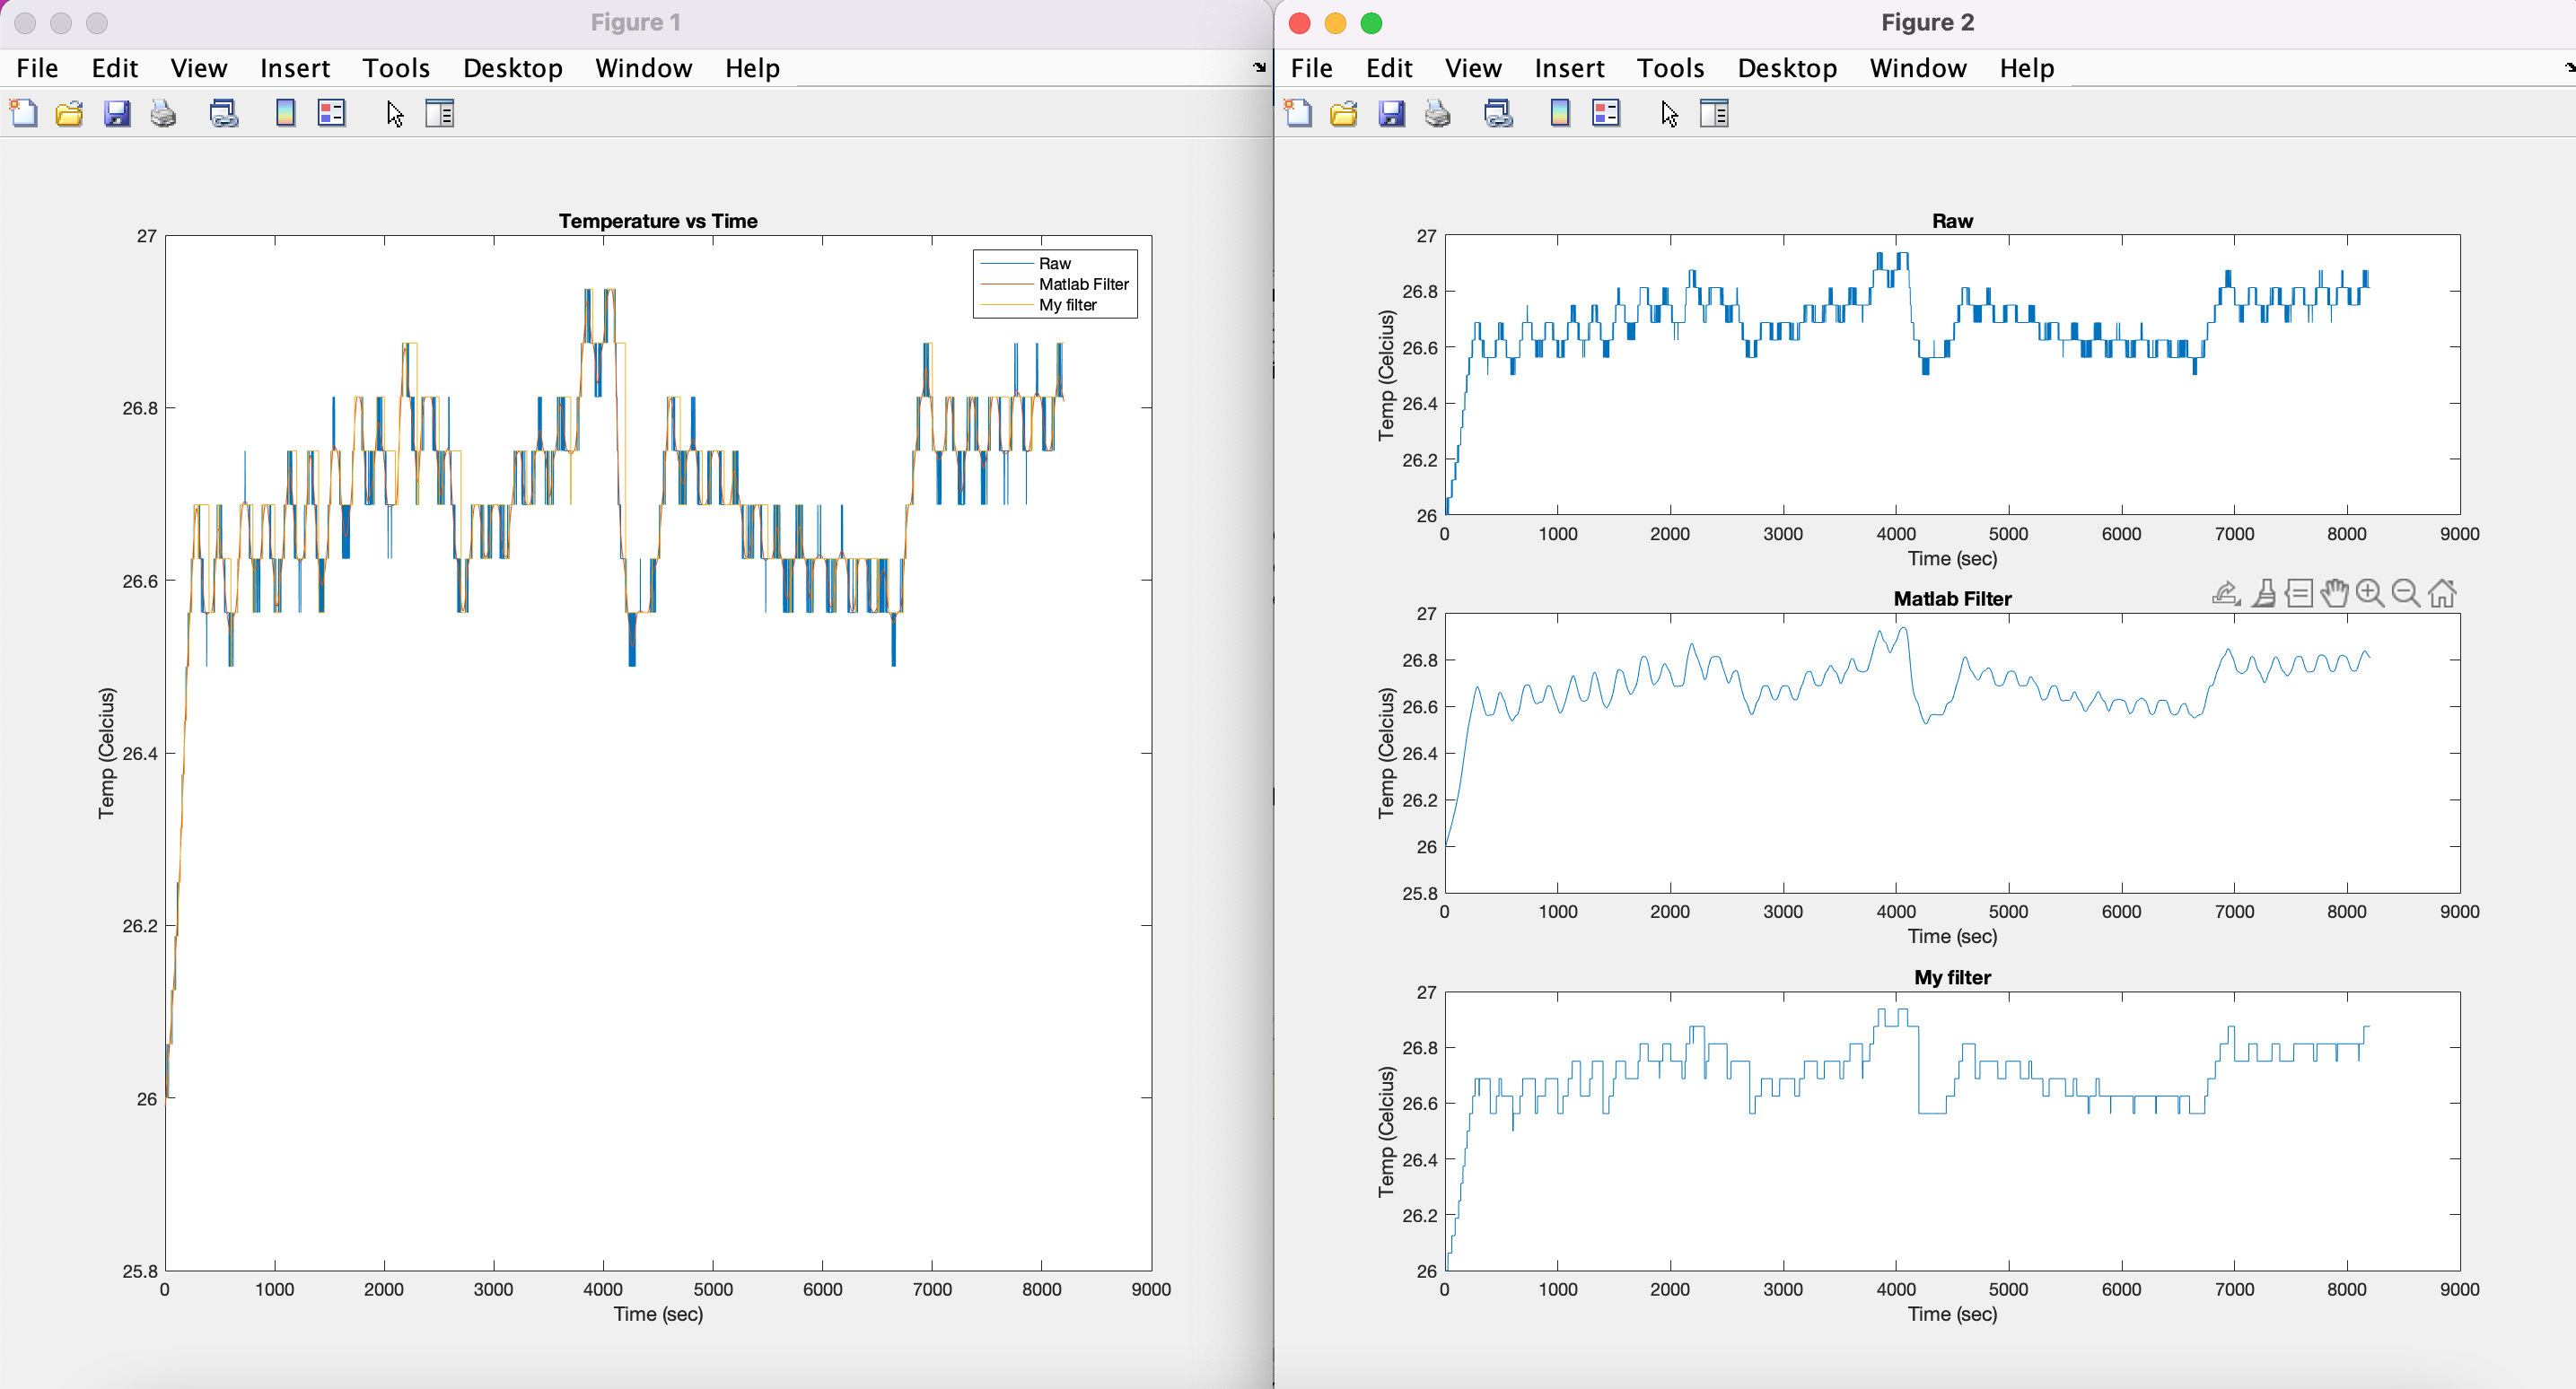 Figure 1
File Edit View Insert Tools Desktop Window Help
Temperature vs Time
Raw
Matlab Filter
My filter
27
26.8
26.6
26.4
26.2
26
25.8
Temp (Celcius)
0 1000 2000 3000 4000 5000 6000 7000 8000 9000
Time (sec)
Figure 2
File Edit View Insert Tools Desktop Window Help
Raw
27
26.8
26.6
26.4
26.2
26
Temp (Celcius)
0 1000 2000 3000 4000 5000 6000 7000 8000 9000
Time (sec)
Matlab Filter
27
26.8
26.6
26.4
26.2
26
25.8
Temp (Celcius)
0 1000 2000 3000 4000 5000 6000 7000 8000 9000
Time (sec)
My filter
27
26.8
26.6
26.4
26.2
26
Temp (Celcius)
0 1000 2000 3000 4000 5000 6000 7000 8000 9000
Time (sec)